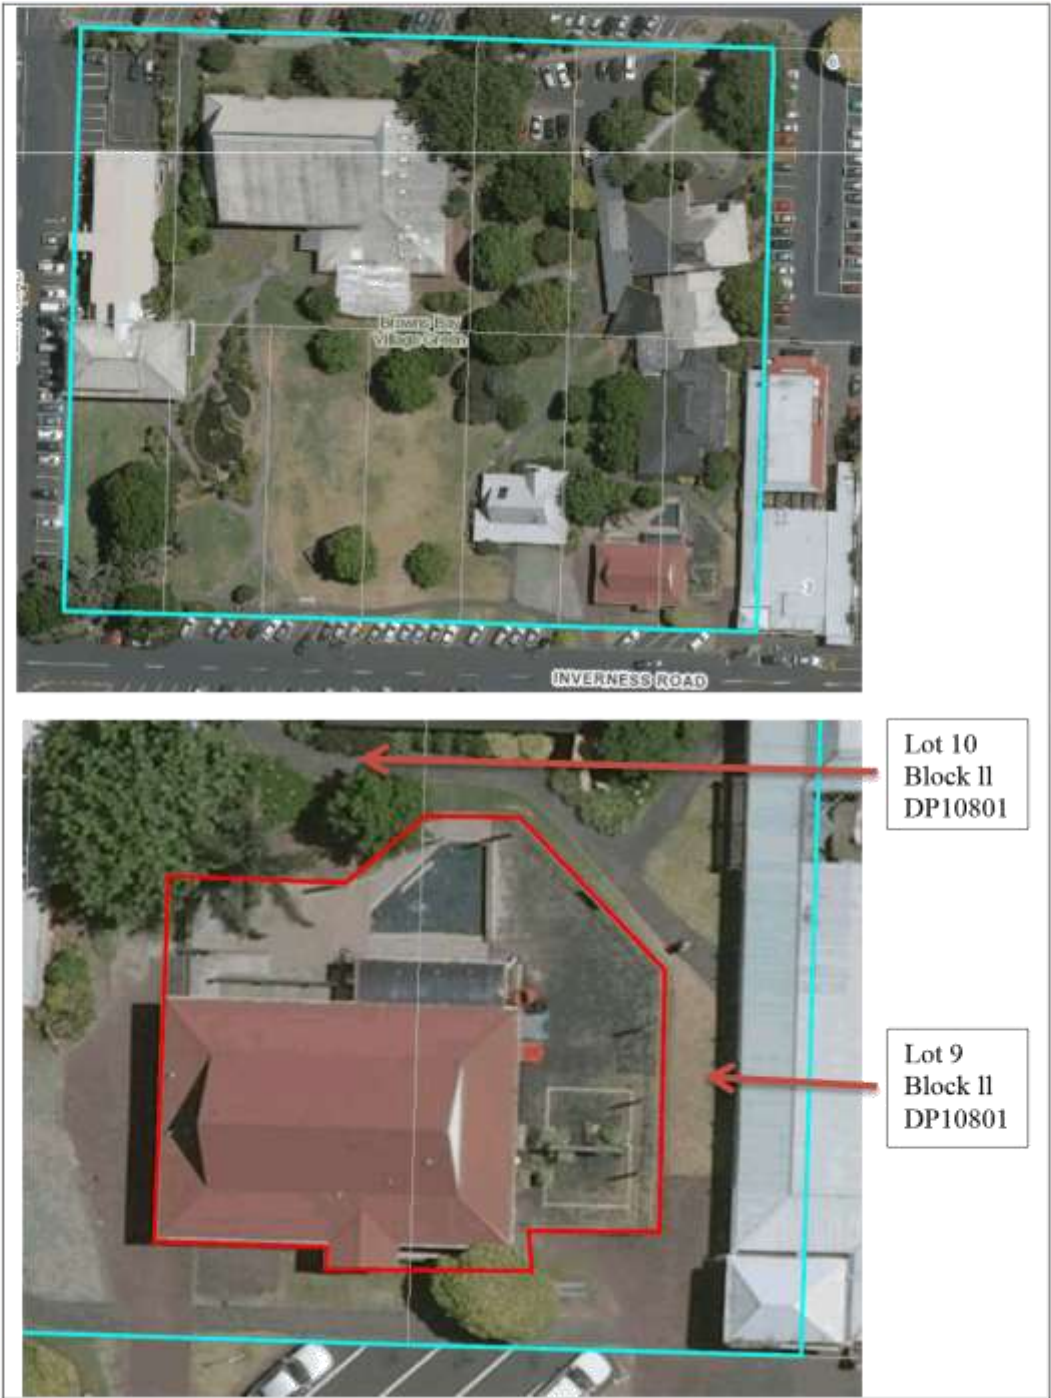 Browns Bay
Village Green
INVERNESS ROAD
Lot 10
Block ll
DP10801
Lot 9
Block ll
DP10801